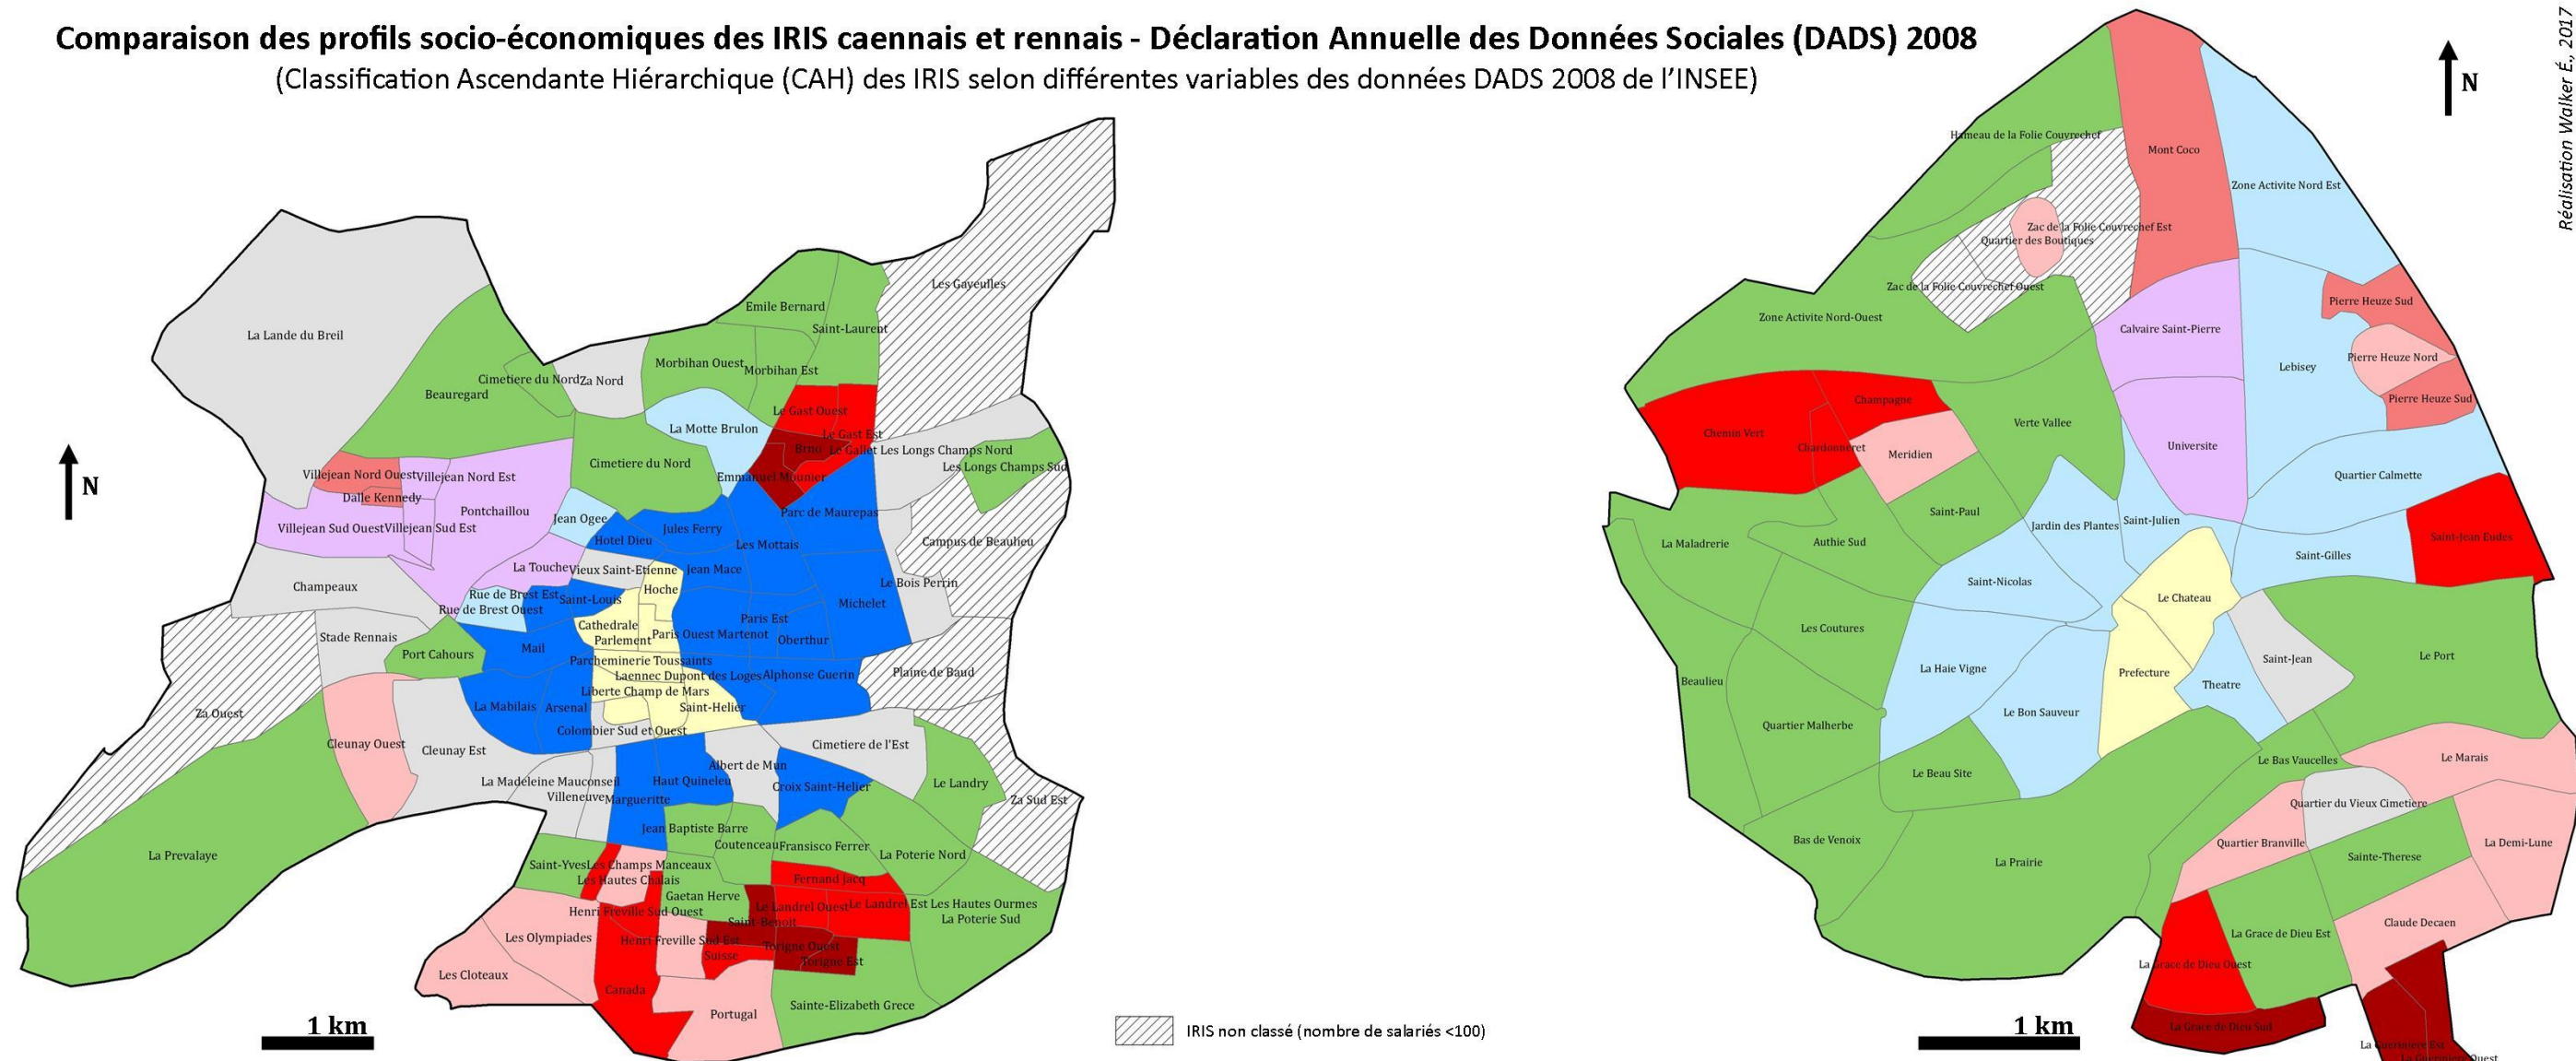 Comparaison des profils socio-économiques des IRIS caennais et rennais - Déclaration Annuelle des Données Sociales (DADS) 2008
(Classification Ascendante Hiérarchique (CAH) des IRIS selon différentes variables des données DADS 2008 de l'INSEE)
Réalisation Walker É., 2017
N
Les Gayeulles
Emile Bernard
Saint-Laurent
La Lande du Breil
Morbihan Ouest
Morbihan Est
Cimetiere du Nord
Za Nord
Beauregard
Le Gast Ouest
La Motte Brulon
Le Gast Est
Brno
Le Gallet
Les Longs Champs Nord
Les Longs Champs Sud
Cimetiere du Nord
Villejean Nord Ouest
Villejean Nord Est
Emmanuel Mounier
Dalle Kennedy
Pontchaillou
Parc de Maurepas
Jean Ogee
Villejean Sud Ouest
Villejean Sud Est
Jules Ferry
Hotel Dieu
Les Mottais
Campus de Beaulieu
La Touche
Vieux Saint-Etienne
Jean Mace
Le Bois Perrin
Champeaux
Hoche
Rue de Brest Est
Saint-Louis
Michelet
Rue de Brest Ouest
Paris Est
Cathedrale
Parlement
Paris Ouest Martenot
Oberthur
Stade Rennais
Mail
Port Cahours
Parcheminerie Toussaints
Laennec Dupont des Loges
Alphonse Guerin
Plaine de Baud
Liberte Champ de Mars
La Mabilais
Arsenal
Saint-Helier
Za Ouest
Colombier Sud et Ouest
Cleunay Ouest
Cleunay Est
Cimetiere de l'Est
Albert de Mun
La Madeleine Mauconseil
Haut Quineleu
Croix Saint-Helier
Le Landry
Villeneuve
Margueritte
Za Sud Est
Jean Baptiste Barre
Coutenceau
Fransisco Ferrer
La Prevalaye
La Poterie Nord
Saint-Yves
Les Champs Manceaux
Les Hautes Chalais
Fernand Jacq
Gaetan Herve
Le Landrel Ouest
Le Landrel Est
Les Hautes Ourmes
Henri Freville Sud Ouest
Saint-Benoit
La Poterie Sud
Les Olympiades
Henri Freville Sud Est
Torigne Ouest
Suisse
Torigne Est
Les Cloteaux
Canada
Sainte-Elizabeth Grece
Portugal
1 km
IRIS non classé (nombre de salariés <100)
N
Hameau de la Folie Couvrechef
Mont Coco
Zone Activite Nord Est
Zac de la Folie Couvrechef Est
Quartier des Boutiques
Zac de la Folie Couvrechef Ouest
Pierre Heuze Sud
Zone Activite Nord-Ouest
Calvaire Saint-Pierre
Pierre Heuze Nord
Lebisey
Pierre Heuze Sud
Champagne
Verte Vallee
Chemin Vert
Chardonneret
Universite
Meridien
Quartier Calmette
Saint-Paul
Saint-Julien
Jardin des Plantes
Saint-Jean Eudes
La Maladrerie
Authie Sud
Saint-Gilles
Saint-Nicolas
Le Chateau
Les Coutures
Le Port
Saint-Jean
La Haie Vigne
Prefecture
Beaulieu
Theatre
Le Bon Sauveur
Quartier Malherbe
Le Bas Vaucelles
Le Marais
Le Beau Site
Quartier du Vieux Cimetiere
Bas de Venoix
Quartier Branville
La Demi-Lune
Sainte-Therese
La Prairie
Claude Decaen
La Grace de Dieu Est
La Grace de Dieu Ouest
La Grace de Dieu Sud
La Gueriniere Est
1 km